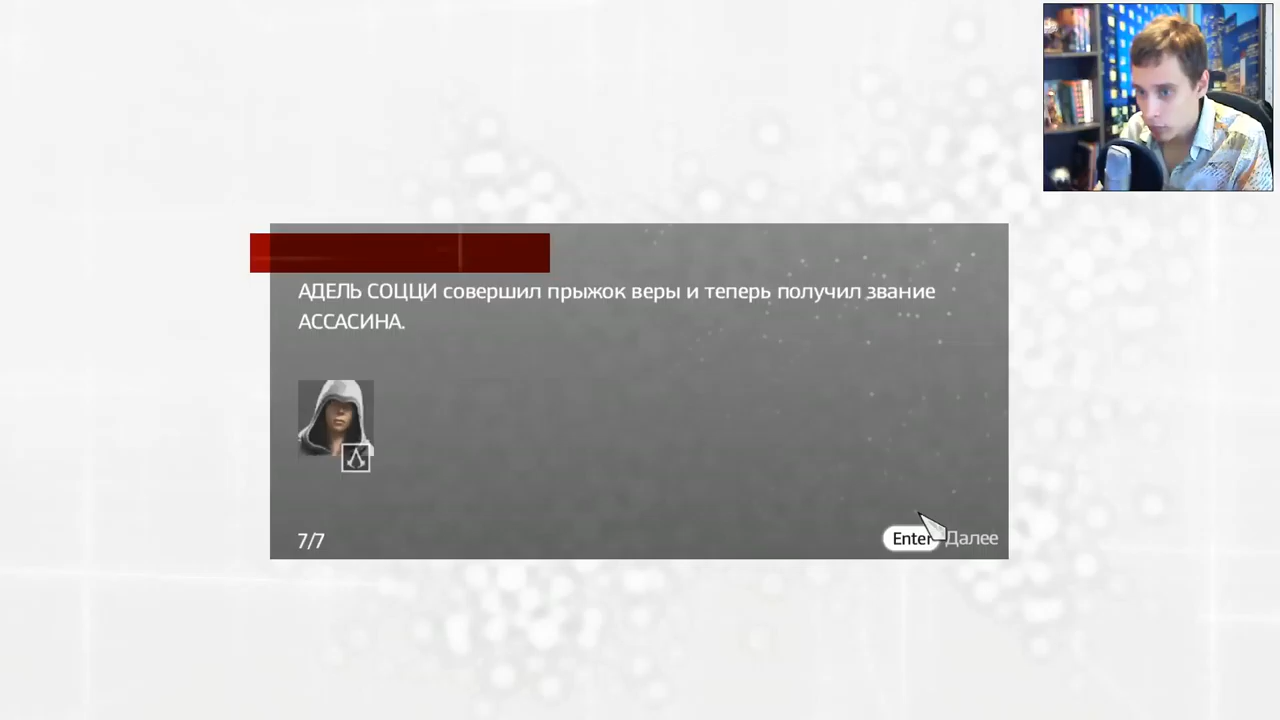 АДЕЛЬ СОЦЦИ совершил прыжок веры и теперь получил звание
АССАСИНА.
7/7
Enter Далее